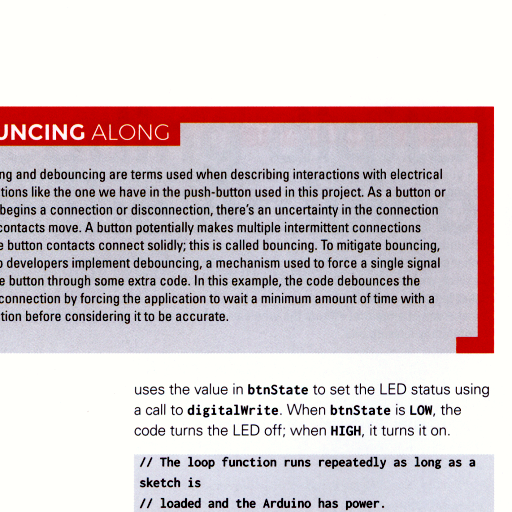 UNCING ALONG
ng and debouncing are terms used when describing interactions with electrical
tions like the one we have in the push-button used in this project. As a button or
begins a connection or disconnection, there's an uncertainty in the connection
contacts move. A button potentially makes multiple intermittent connections
e button contacts connect solidly; this is called bouncing. To mitigate bouncing,
developers implement debouncing, a mechanism used to force a single signal
e button through some extra code. In this example, the code debounces the
connection by forcing the application to wait a minimum amount of time with a
tion before considering it to be accurate.
uses the value in btnState to set the LED status using
a call to digitalWrite. When btnState is LOW, the
code turns the LED off; when HIGH, it turns it on.
// The loop function runs repeatedly as long as a
sketch is
// loaded and the Arduino has power.